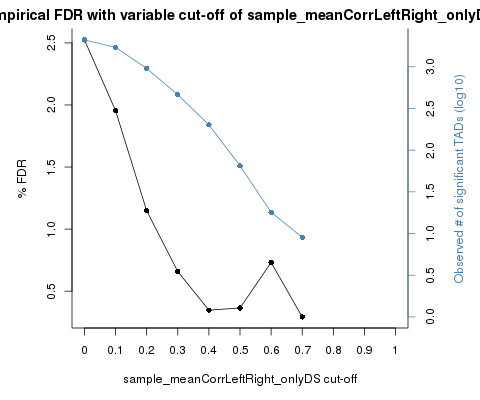 mpirical FDR with variable cut-off of sample_meanCorrLeftRight_onlyD
% FDR
2.5
2.0
1.5
1.0
0.5
3.0
2.5
2.0
1.5
1.0
0.5
0.0
Observed # of significant TADs (log10)
0 0.1 0.2 0.3 0.4 0.5 0.6 0.7 0.8 0.9 1
sample_meanCorrLeftRight_onlyDS cut-off